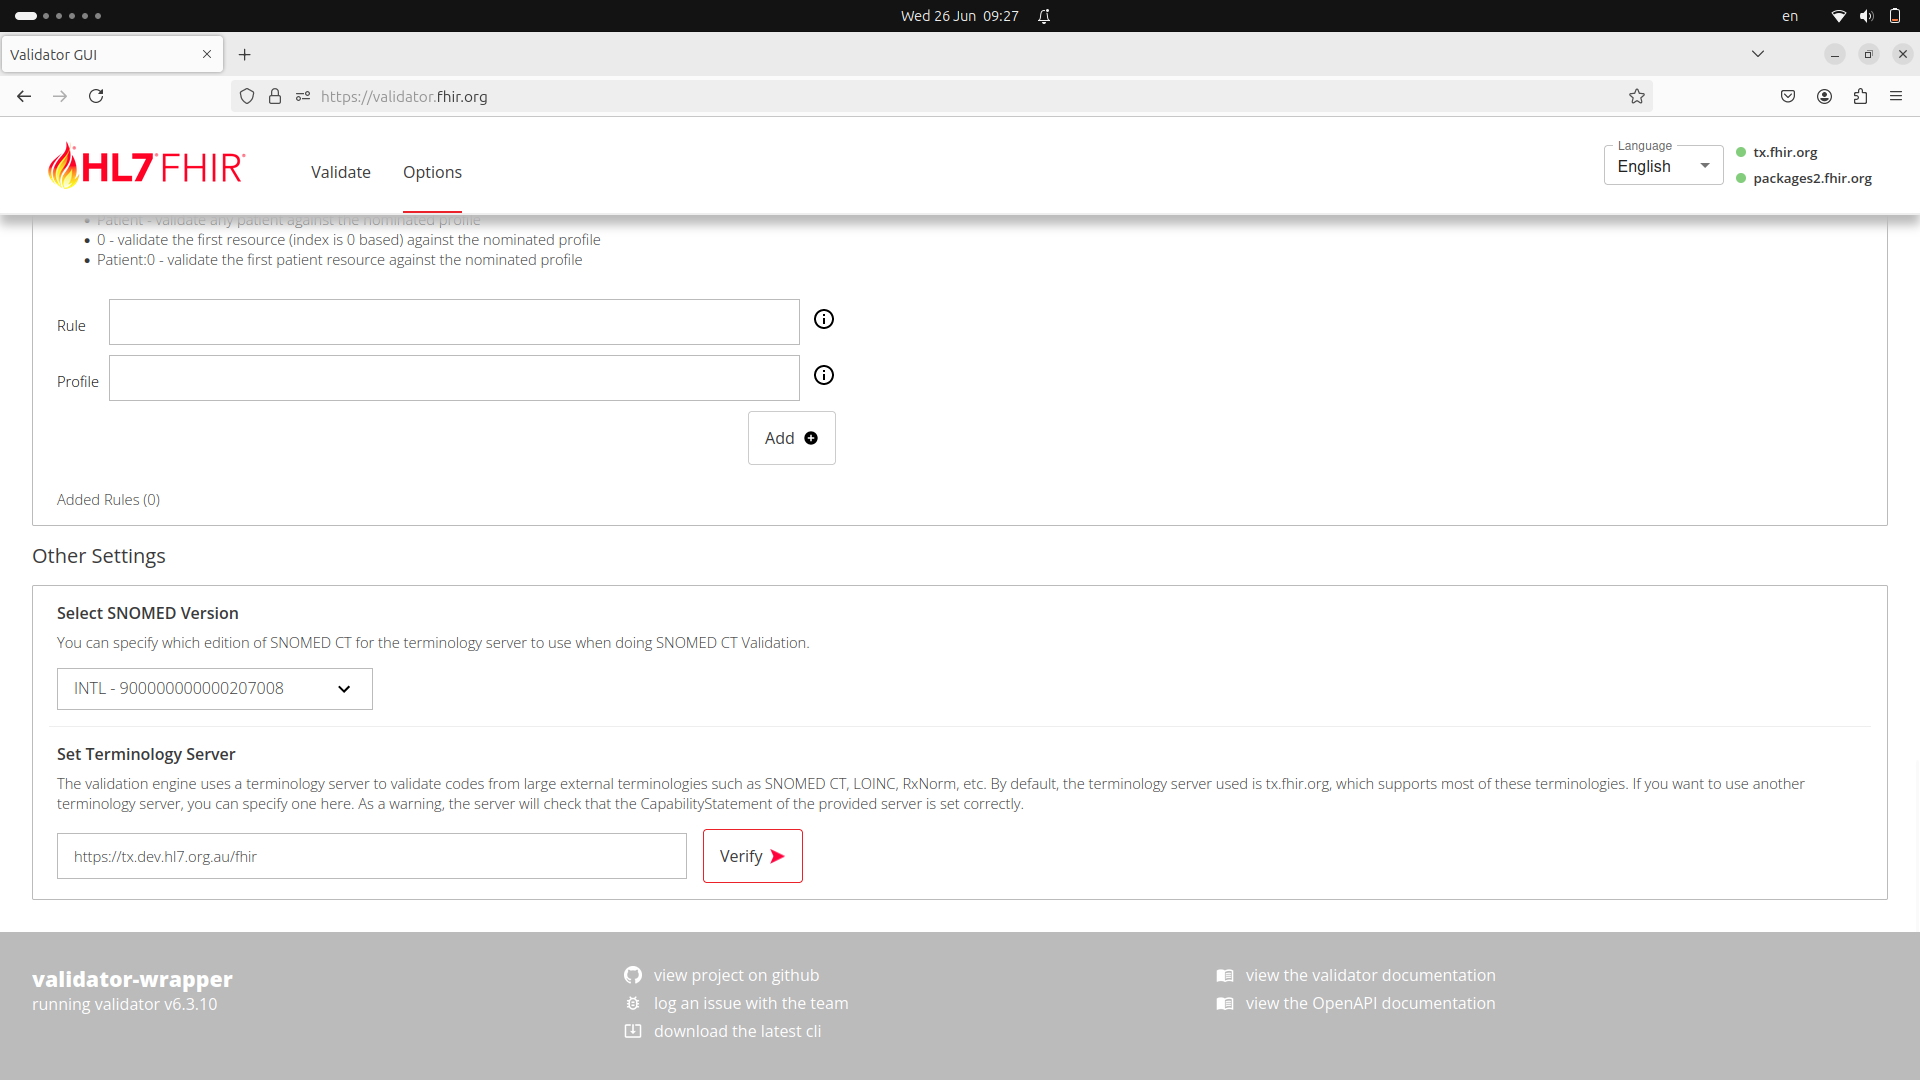 Wed 26 Jun 09:27
en
Validator GUI
https://validator.fhir.org
HL7 FHIR
Validate
Options
Language
English
tx.fhir.org
packages2.fhir.org
Patient - validate any patient against the nominated profile
0 - validate the first resource (index is 0 based) against the nominated profile
Patient:0 - validate the first patient resource against the nominated profile
Rule
Profile
Add
Added Rules (0)
Other Settings
Select SNOMED Version
You can specify which edition of SNOMED CT for the terminology server to use when doing SNOMED CT Validation.
INTL - 900000000000207008
Set Terminology Server
The validation engine uses a terminology server to validate codes from large external terminologies such as SNOMED CT, LOINC, RxNorm, etc. By default, the terminology server used is tx.fhir.org, which supports most of these terminologies. If you want to use another
terminology server, you can specify one here. As a warning, the server will check that the CapabilityStatement of the provided server is set correctly.
https://tx.dev.hl7.org.au/fhir
Verify
validator-wrapper
running validator v6.3.10
view project on github
log an issue with the team
download the latest cli
view the validator documentation
view the OpenAPI documentation